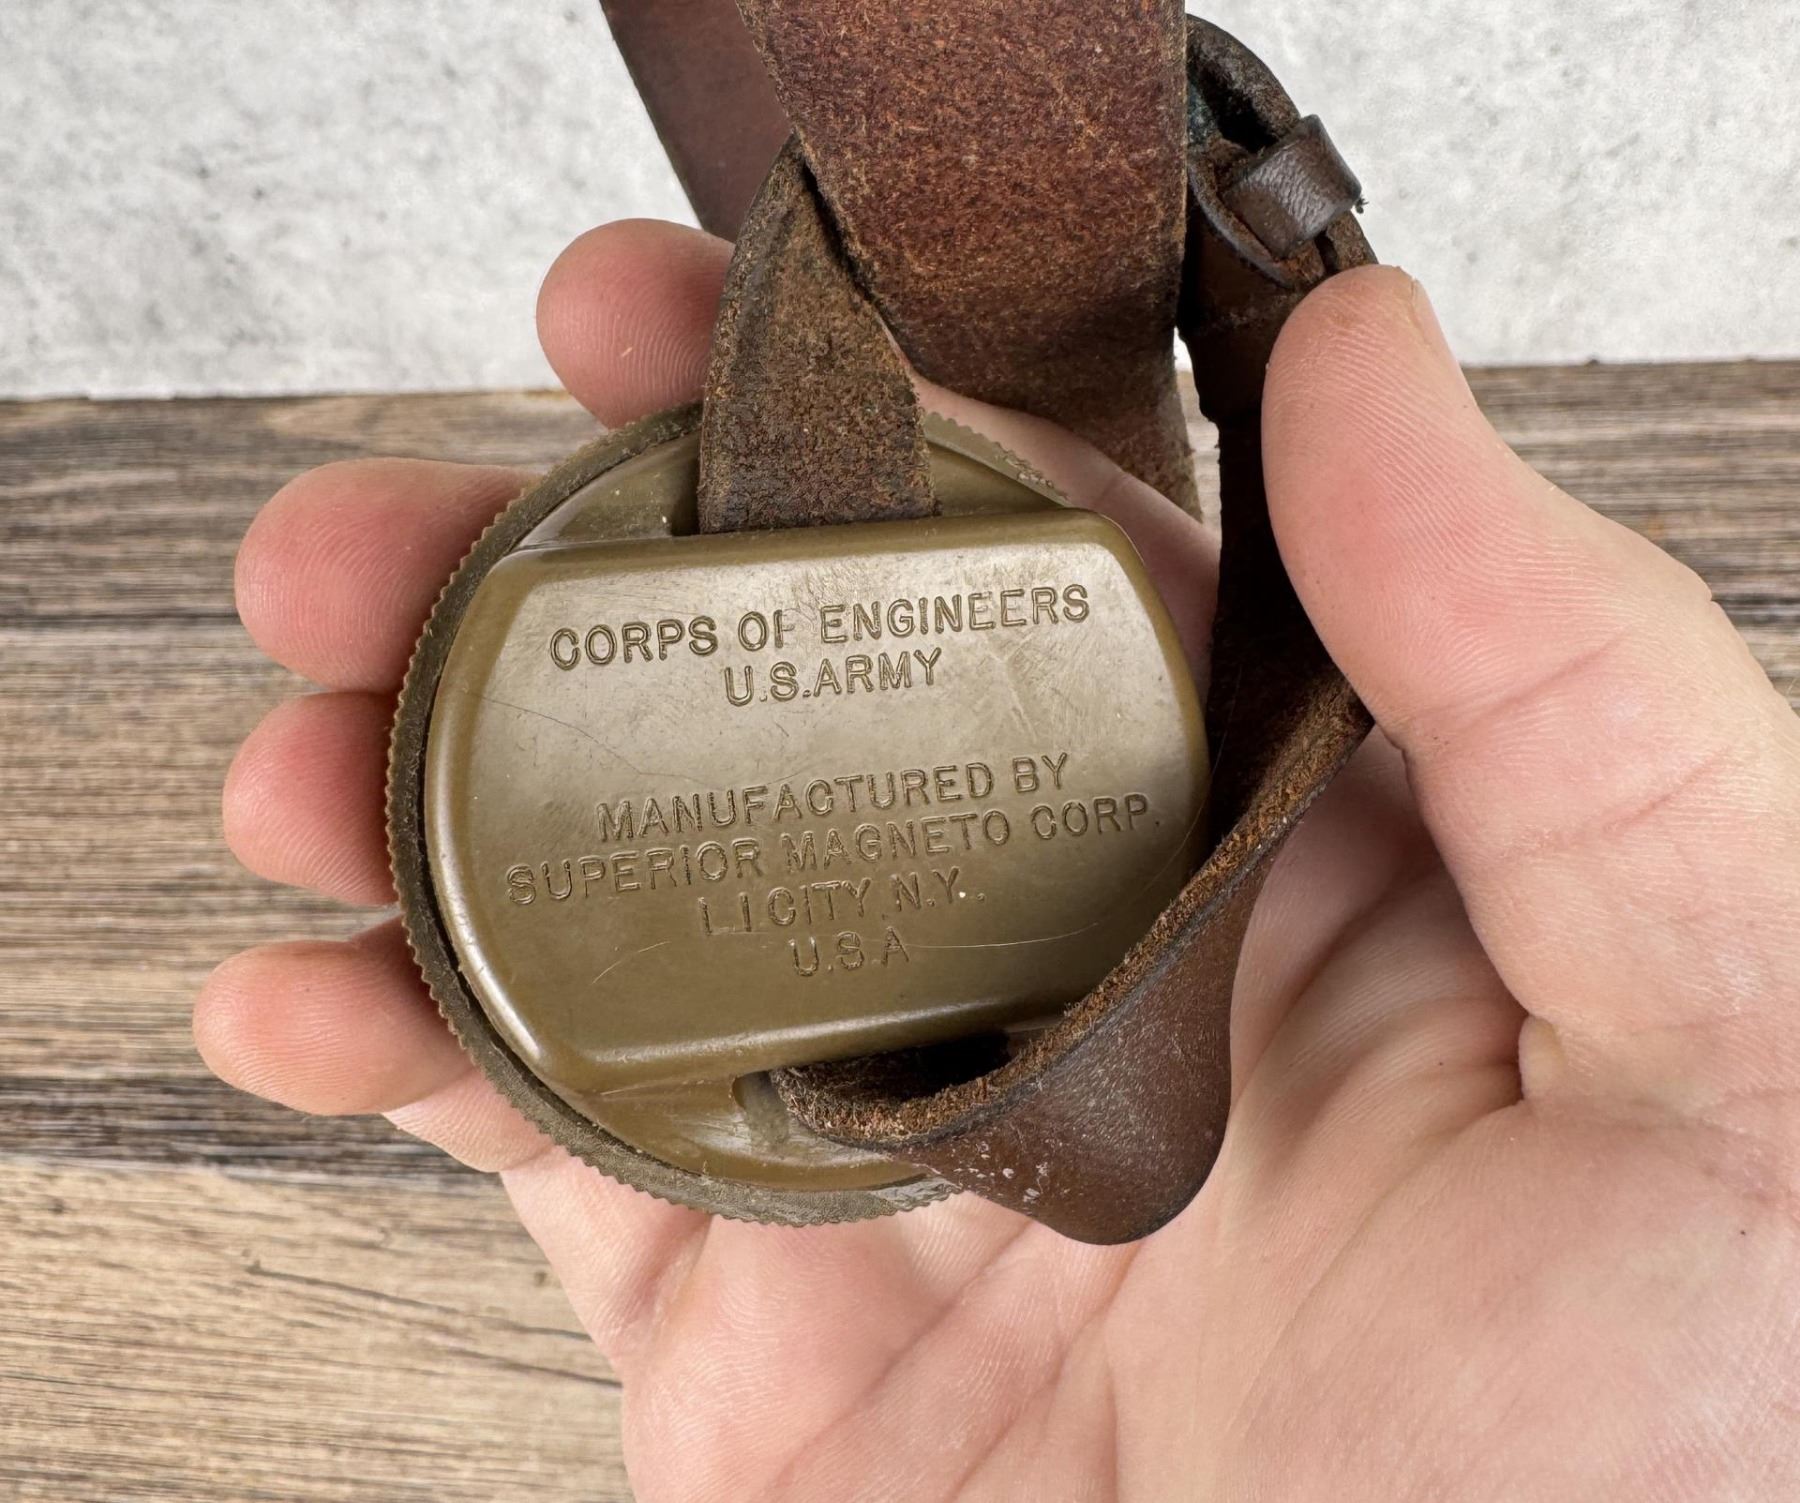 CORPS OF ENGINEERS
U.S.ARMY
MANUFACTURED BY
SUPERIOR MAGNETO CORP.
L.I CITY N.Y.
U.S.A